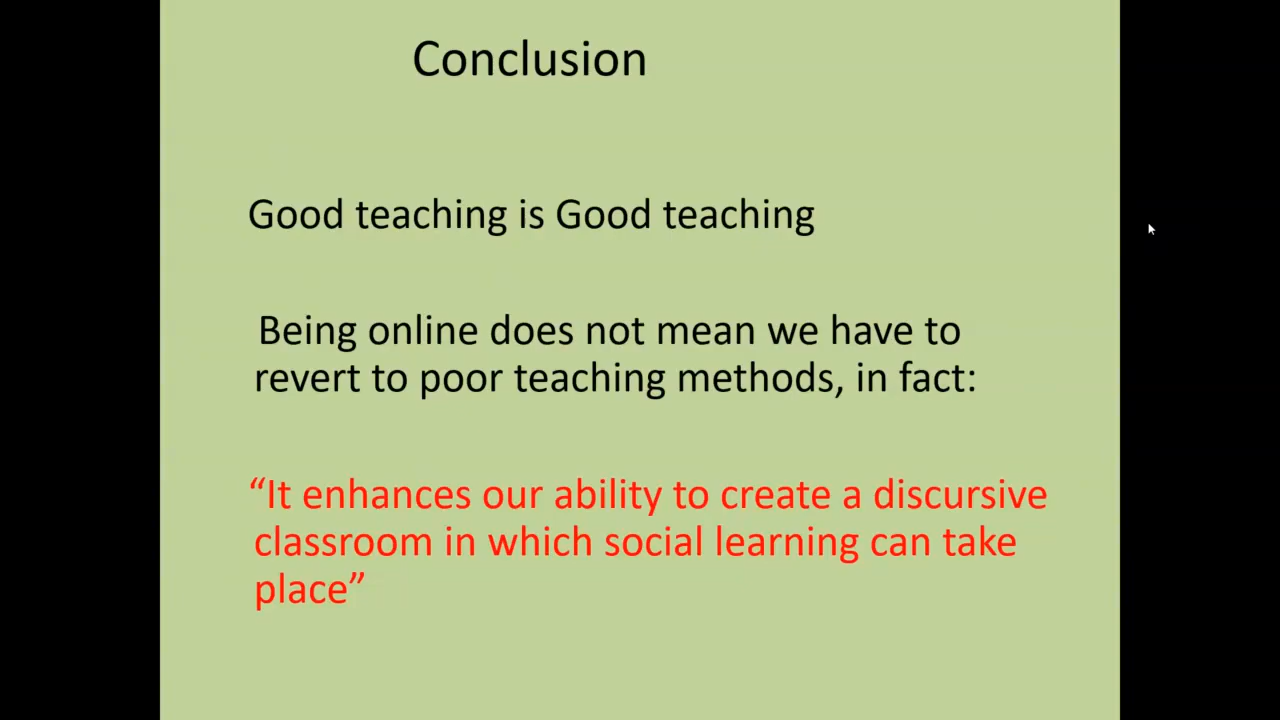 Conclusion
Good teaching is Good teaching
Being online does not mean we have to
revert to poor teaching methods, in fact:
“It enhances our ability to create a discursive
classroom in which social learning can take
place”